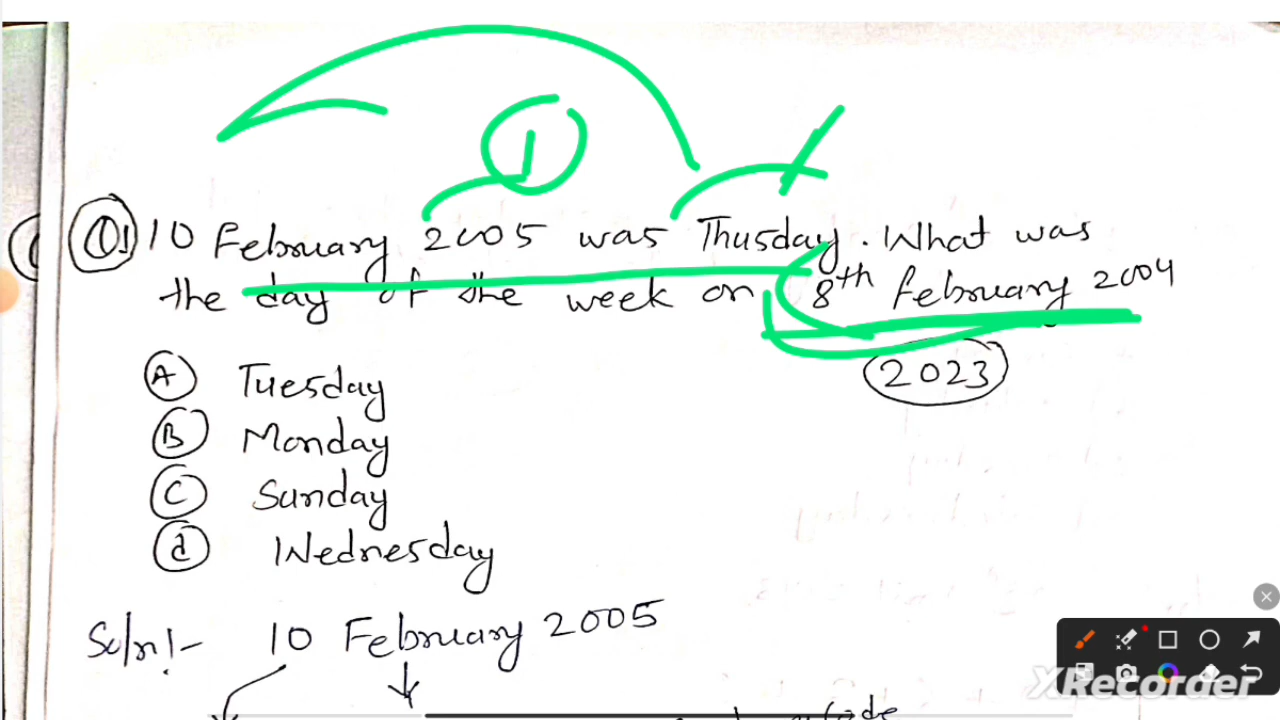 1
Q1 10 February 2005 was Thusday. What was
the day of the week on 8th february 2004
2023
A Tuesday
B Monday
C Sunday
d Wednesday
Soln!- 10 February 2005
code
XRecorder